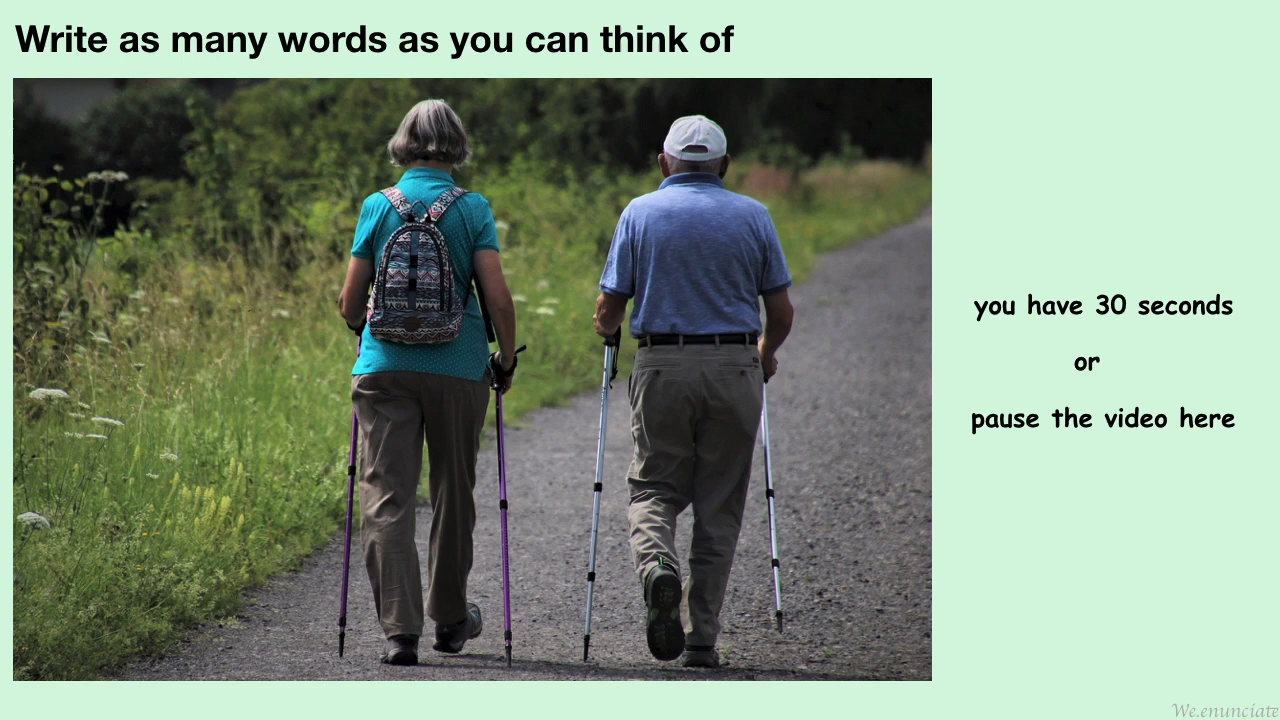 Write as many words as you can think of
you have 30 seconds
or
pause the video here
We.enunciate